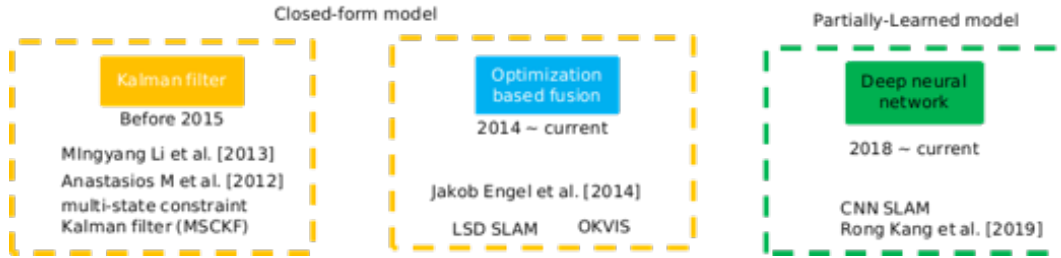 Closed-form model
Partially-Learned model
Kalman filter
Before 2015
MIngyang Li et al. [2013]
Anastasios M et al. [2012]
multi-state constraint
Kalman filter (MSCKF)
Optimization
based fusion
2014 ~ current
Jakob Engel et al. [2014]
LSD SLAM OKVIS
Deep neural
network
2018 ~ current
CNN SLAM
Rong Kang et al. [2019]